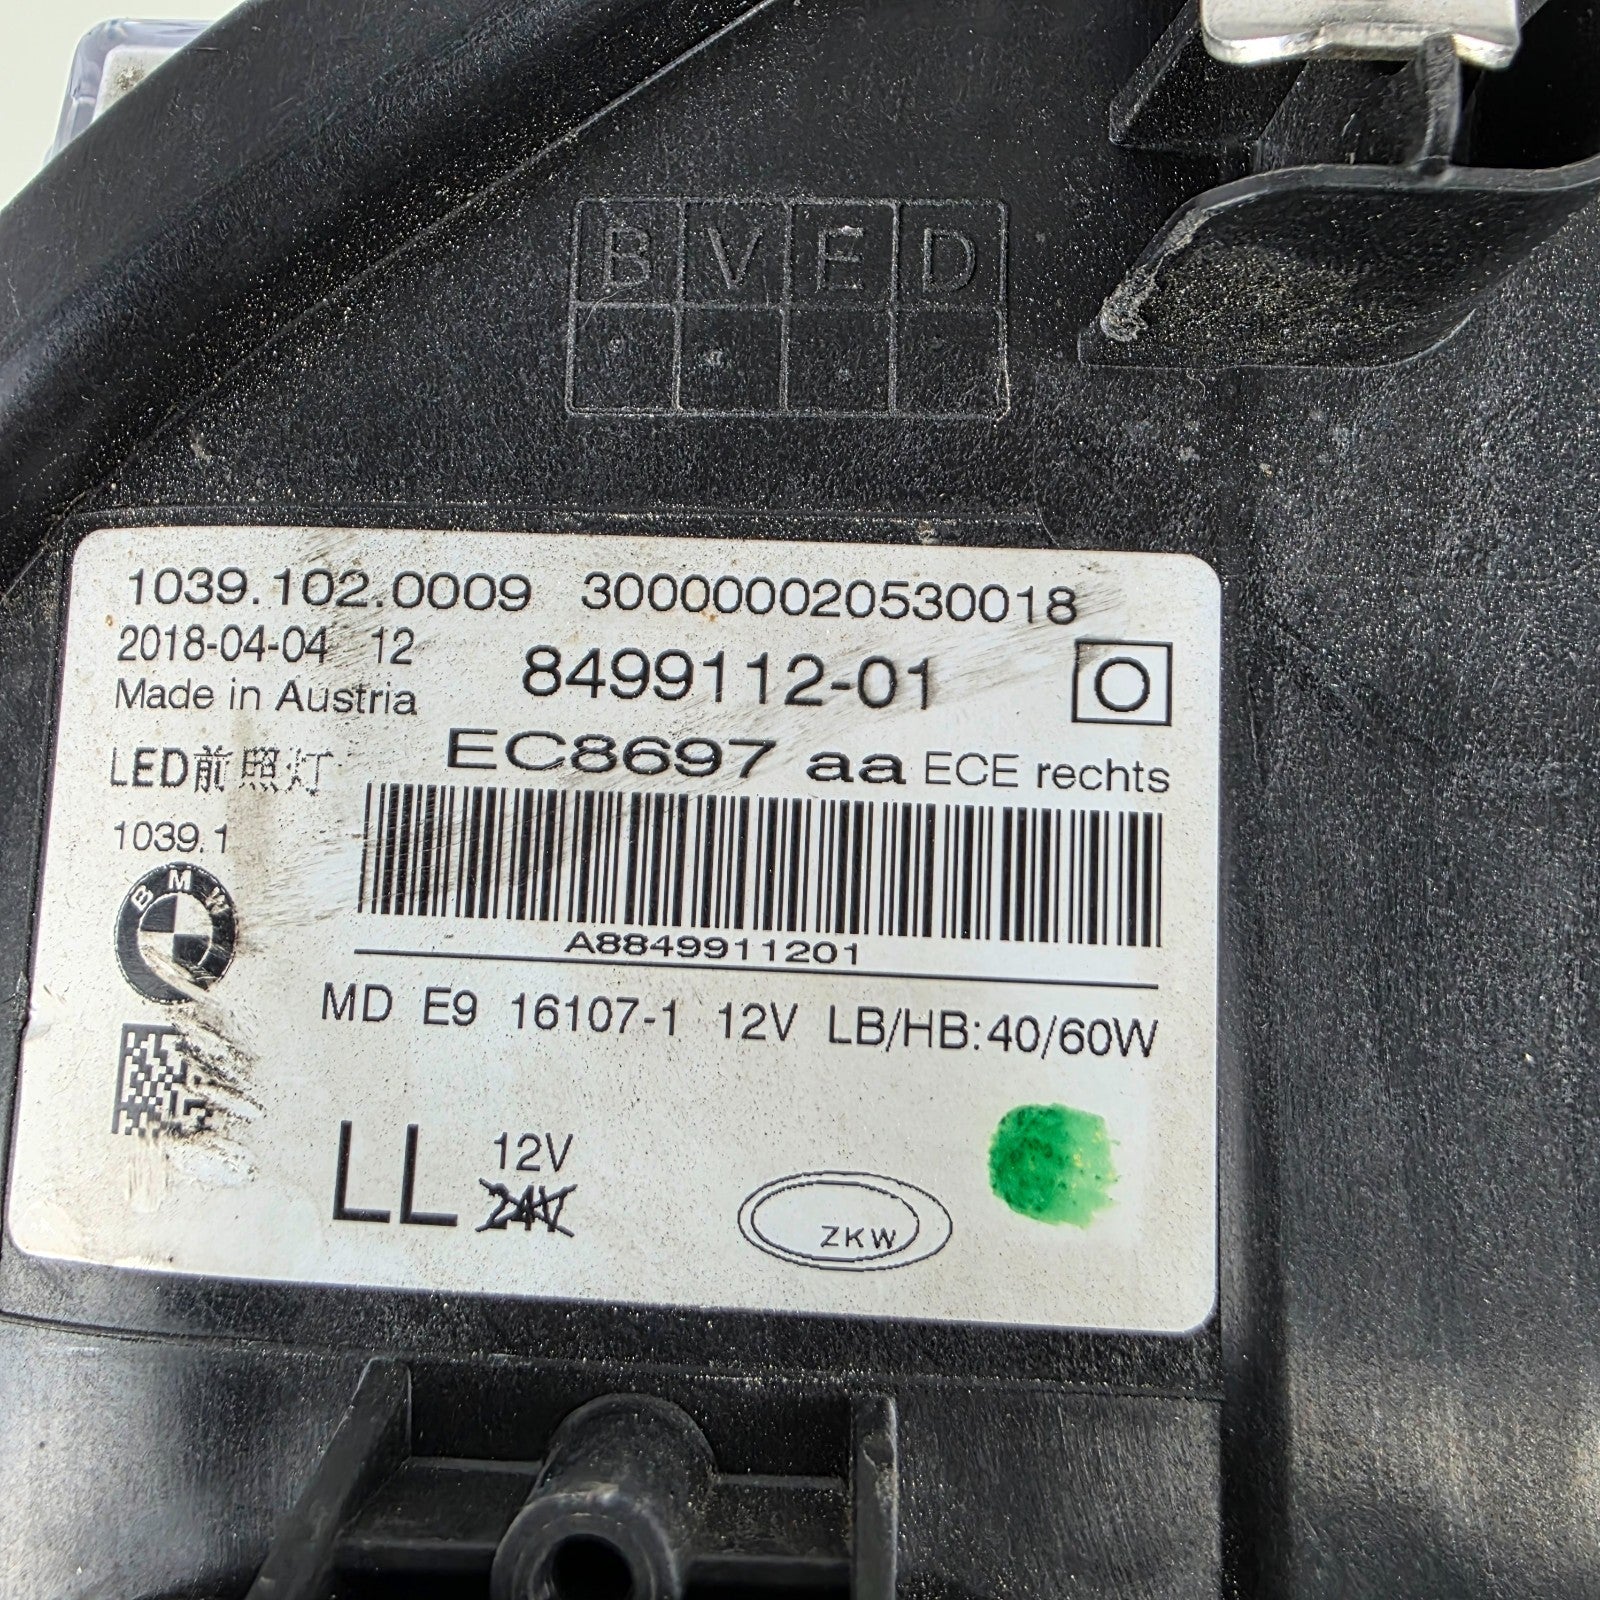 B V E D
1039.102.0009 300000020530018
2018-04-04 12
8499112-01
Made in Austria
LED前照灯
EC8697 aa ECE rechts
1039.1
BMW
A8849911201
MD E9 16107-1 12V LB/HB:40/60W
LL
12V
24V
ZKW